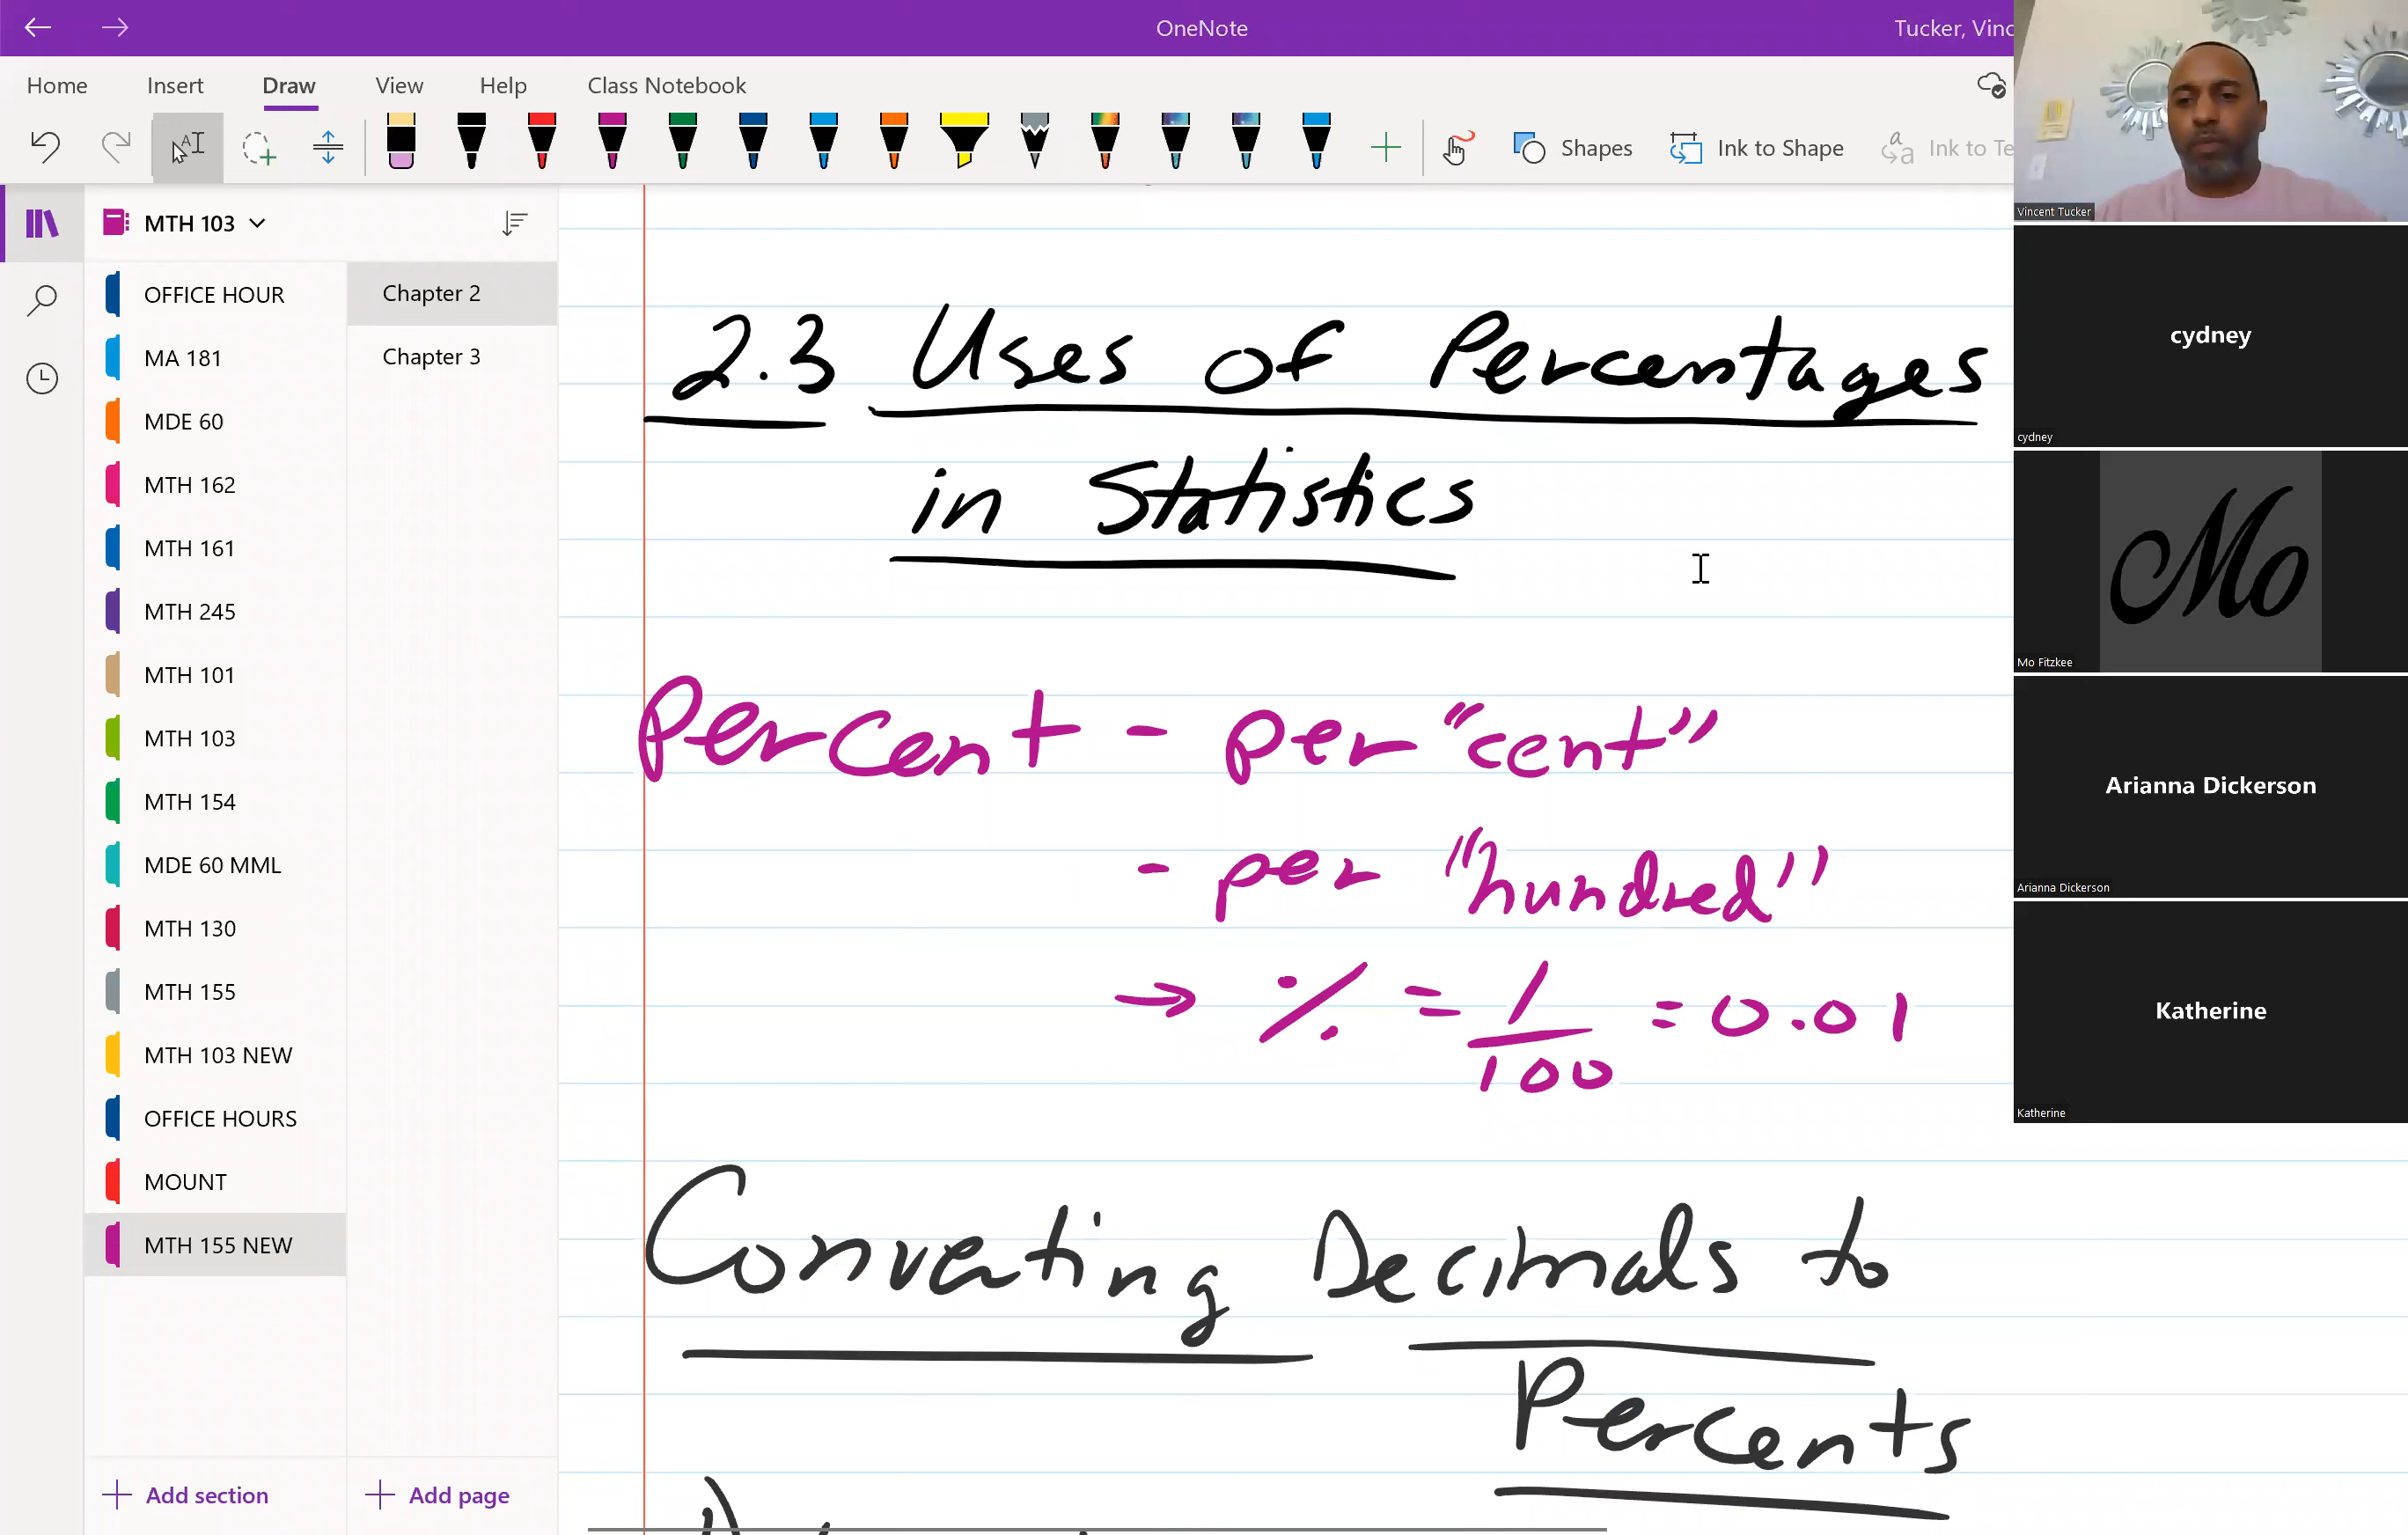 OneNote
Tucker, Vinc
Home Insert Draw View Help Class Notebook
Shapes Ink to Shape Ink to Te
MTH 103
OFFICE HOUR
MA 181
MDE 60
MTH 162
MTH 161
MTH 245
MTH 101
MTH 103
MTH 154
MDE 60 MML
MTH 130
MTH 155
MTH 103 NEW
OFFICE HOURS
MOUNT
MTH 155 NEW
Add section
Chapter 2
Chapter 3
Add page
2.3 Uses of Percentages
in Statistics
Percent - per "cent"
- per "hundred"
→ % = 1/100 = 0.01
Converting Decimals to
Percents
Vincent Tucker
cydney
cydney
Mo
Mo Fitzkee
Arianna Dickerson
Arianna Dickerson
Katherine
Katherine